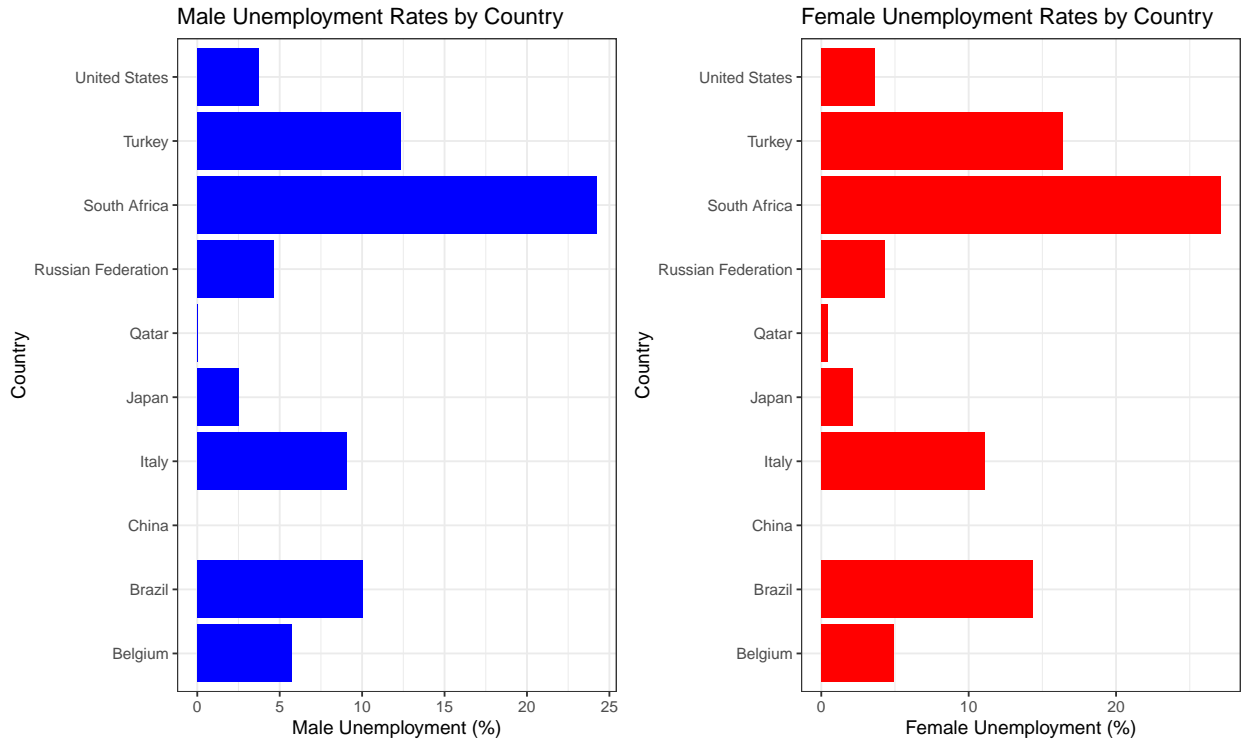 Male Unemployment Rates by Country
Country
United States
Turkey
South Africa
Russian Federation
Qatar
Japan
Italy
China
Brazil
Belgium
0 5 10 15 20 25
Male Unemployment (%)
Female Unemployment Rates by Country
Country
United States
Turkey
South Africa
Russian Federation
Qatar
Japan
Italy
China
Brazil
Belgium
0 10 20
Female Unemployment (%)